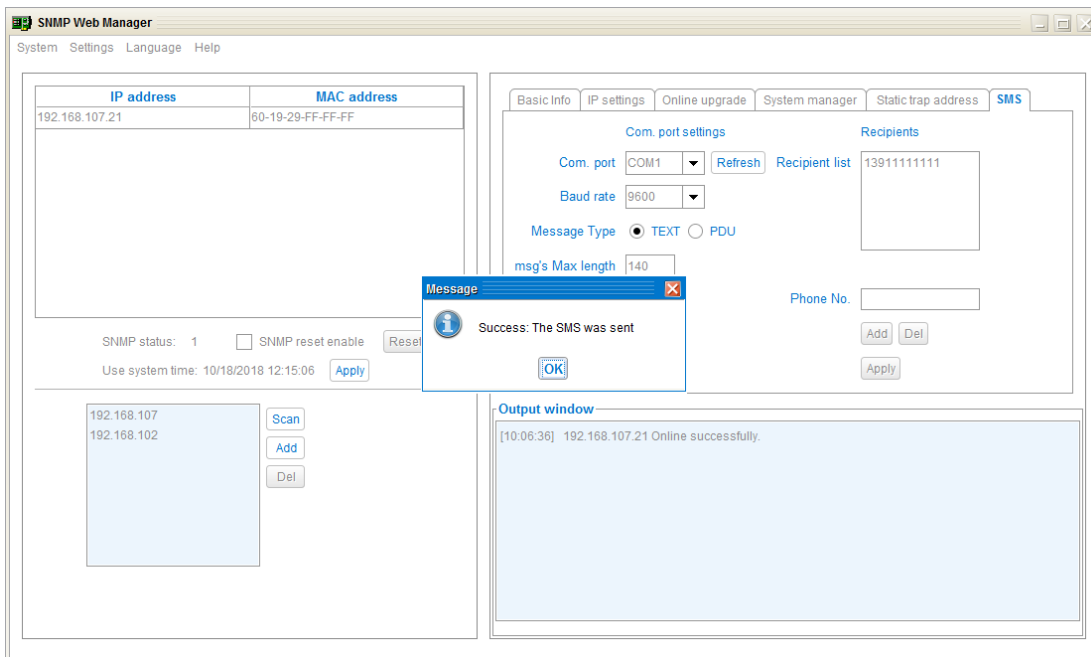 SNMP Web Manager
System Settings Language Help
IP address MAC address
192.168.107.21 60-19-29-FF-FF-FF
SNMP status: 1 SNMP reset enable Reset
Use system time: 10/18/2018 12:15:06 Apply
192.168.107
192.168.102
Scan
Add
Del
Basic Info IP settings Online upgrade System manager Static trap address SMS
Com. port settings Recipients
Com. port COM1 Refresh Recipient list 13911111111
Baud rate 9600
Message Type TEXT PDU
msg's Max length 140
Phone No.
Add Del
Apply
Message
Success: The SMS was sent
OK
Output window
[10:06:36] 192.168.107.21 Online successfully.